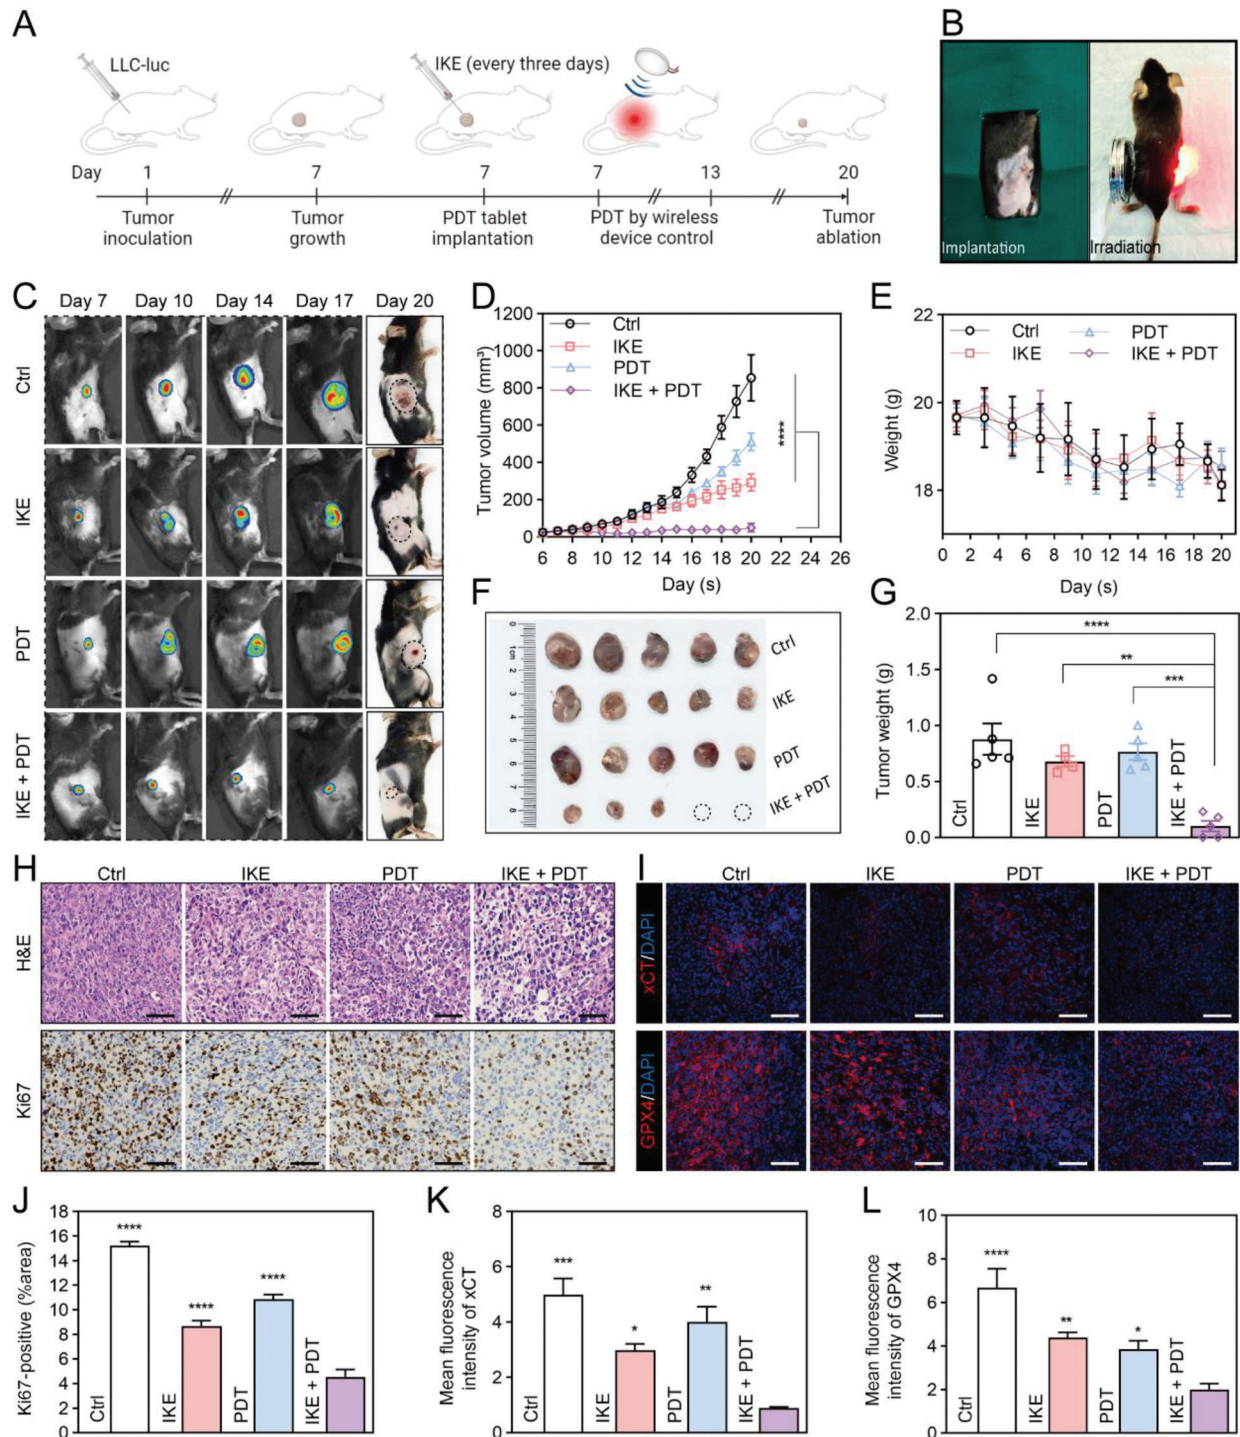 A
LLC-luc
IKE (every three days)
Day
1
7
7
7
13
20
Tumor
inoculation
Tumor
growth
PDT tablet
implantation
PDT by wireless
device control
Tumor
ablation
B
Implantation
Irradiation
C
Day 7
Day 10
Day 14
Day 17
Day 20
Ctrl
IKE
PDT
IKE + PDT
D
Tumor volume (mm³)
1200
1000
800
600
400
200
0
Ctrl
IKE
PDT
IKE + PDT
****
6 8 10 12 14 16 18 20 22 24 26
Day (s)
E
Weight (g)
22
20
18
Ctrl
IKE
PDT
IKE + PDT
0 2 4 6 8 10 12 14 16 18 20
Day (s)
F
0
1cm
2
3
4
5
6
7
8
Ctrl
IKE
PDT
IKE + PDT
G
Tumor weight (g)
2.0
1.5
1.0
0.5
0.0
****
**
***
Ctrl
IKE
PDT
IKE + PDT
H
Ctrl
IKE
PDT
IKE + PDT
H&E
Ki67
I
Ctrl
IKE
PDT
IKE + PDT
xCT/DAPI
GPX4/DAPI
J
Ki67-positive (%area)
18
16
14
12
10
8
6
4
2
0
****
****
****
Ctrl
IKE
PDT
IKE + PDT
K
Mean fluorescence
intensity of xCT
8
6
4
2
0
***
*
**
Ctrl
IKE
PDT
IKE + PDT
L
Mean fluorescence
intensity of GPX4
10
8
6
4
2
0
****
**
*
Ctrl
IKE
PDT
IKE + PDT